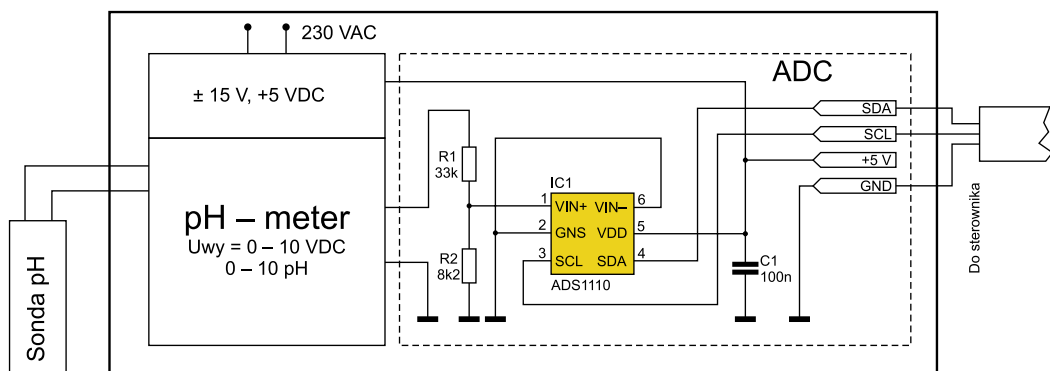 230 VAC
± 15 V, +5 VDC
pH – meter
Uwy = 0 – 10 VDC
0 – 10 pH
Sonda pH
ADC
R1
33k
R2
8k2
IC1
1 VIN+ VIN– 6
2 GNS VDD 5
3 SCL SDA 4
ADS1110
C1
100n
SDA
SCL
+5 V
GND
Do sterownika